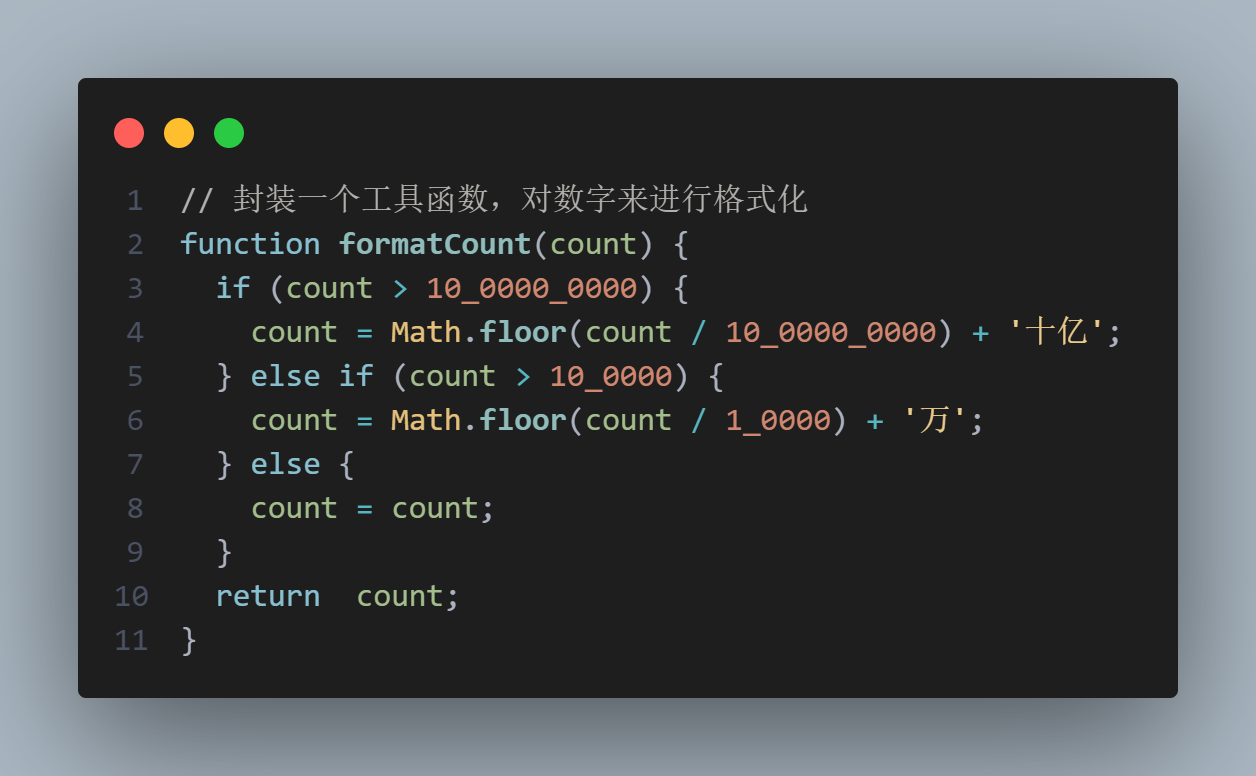 1 // 封装一个工具函数，对数字来进行格式化
2 function formatCount(count) {
3   if (count > 10_0000_0000) {
4     count = Math.floor(count / 10_0000_0000) + '十亿';
5   } else if (count > 10_0000) {
6     count = Math.floor(count / 1_0000) + '万';
7   } else {
8     count = count;
9   }
10   return  count;
11 }